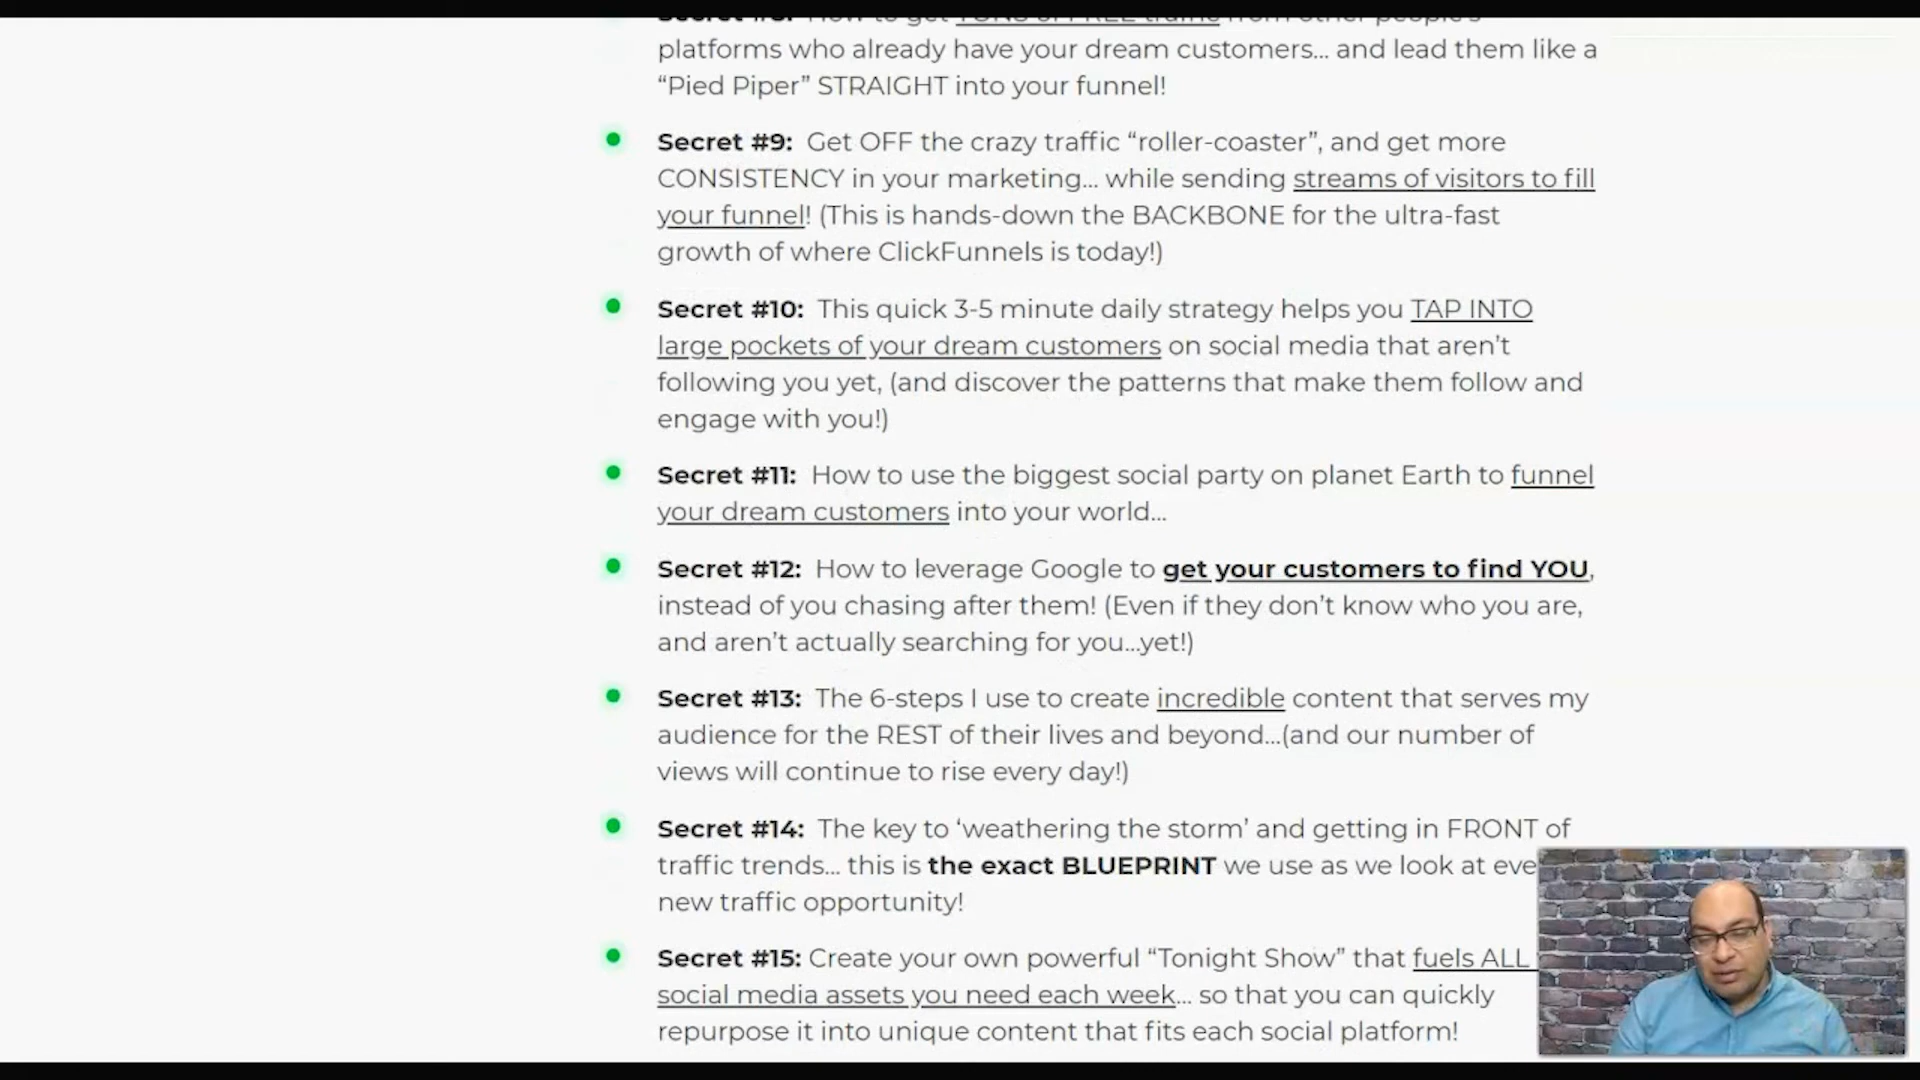 Secret #8: How to get TONS of FREE traffic from other people's
platforms who already have your dream customers... and lead them like a
“Pied Piper” STRAIGHT into your funnel!
Secret #9: Get OFF the crazy traffic “roller-coaster”, and get more
CONSISTENCY in your marketing... while sending streams of visitors to fill
your funnel! (This is hands-down the BACKBONE for the ultra-fast
growth of where ClickFunnels is today!)
Secret #10: This quick 3-5 minute daily strategy helps you TAP INTO
large pockets of your dream customers on social media that aren’t
following you yet, (and discover the patterns that make them follow and
engage with you!)
Secret #11: How to use the biggest social party on planet Earth to funnel
your dream customers into your world...
Secret #12: How to leverage Google to get your customers to find YOU,
instead of you chasing after them! (Even if they don’t know who you are,
and aren’t actually searching for you...yet!)
Secret #13: The 6-steps I use to create incredible content that serves my
audience for the REST of their lives and beyond...(and our number of
views will continue to rise every day!)
Secret #14: The key to ‘weathering the storm’ and getting in FRONT of
traffic trends... this is the exact BLUEPRINT we use as we look at eve
new traffic opportunity!
Secret #15: Create your own powerful “Tonight Show” that fuels ALL
social media assets you need each week... so that you can quickly
repurpose it into unique content that fits each social platform!